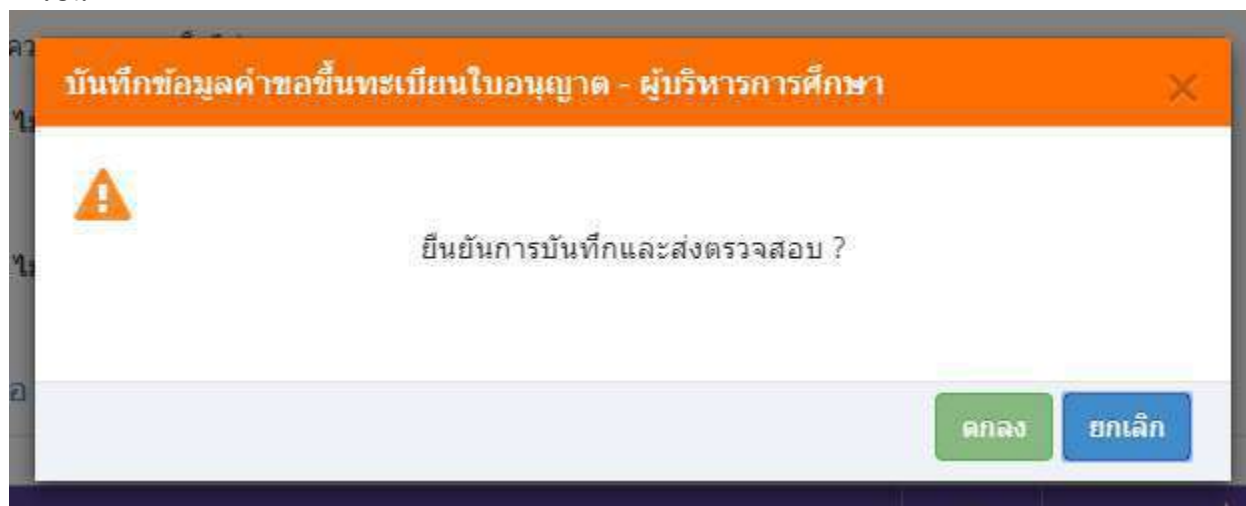 บันทึกข้อมูลคำขอขึ้นทะเบียนใบอนุญาต - ผู้บริหารการศึกษา
ยืนยันการบันทึกและส่งตรวจสอบ ?
ตกลง ยกเลิก